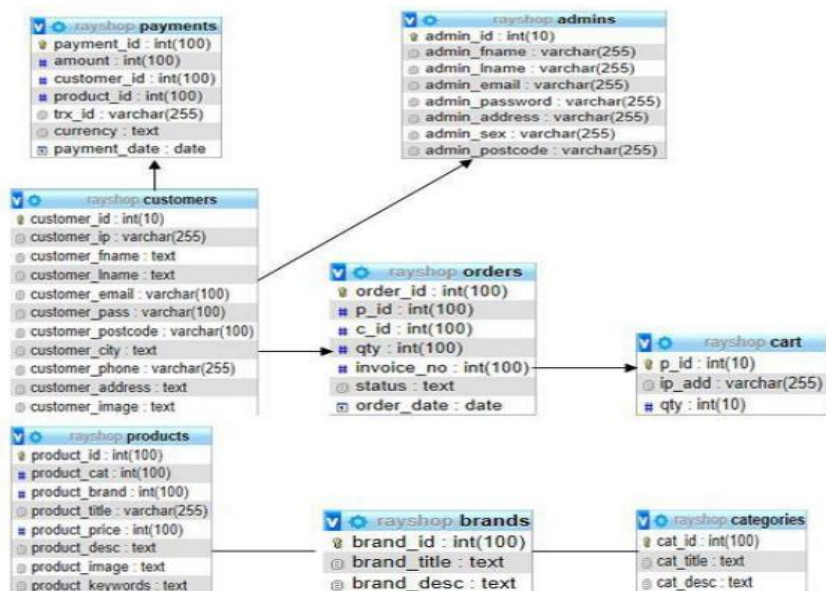 rayshop payments
payment_id : int(100)
amount : int(100)
customer_id : int(100)
product_id : int(100)
trx_id : varchar(255)
currency : text
payment_date : date
rayshop admins
admin_id : int(10)
admin_fname : varchar(255)
admin_lname : varchar(255)
admin_email : varchar(255)
admin_password : varchar(255)
admin_address : varchar(255)
admin_sex : varchar(255)
admin_postcode : varchar(255)
rayshop customers
customer_id : int(10)
customer_ip : varchar(255)
customer_fname : text
customer_lname : text
customer_email : varchar(100)
customer_pass : varchar(100)
customer_postcode : varchar(100)
customer_city : text
customer_phone : varchar(255)
customer_address : text
customer_image : text
rayshop orders
order_id : int(100)
p_id : int(100)
c_id : int(100)
qty : int(100)
invoice_no : int(100)
status : text
order_date : date
rayshop cart
p_id : int(10)
ip_add : varchar(255)
qty : int(10)
rayshop products
product_id : int(100)
product_cat : int(100)
product_brand : int(100)
product_title : varchar(255)
product_price : int(100)
product_desc : text
product_image : text
product_keywords : text
rayshop brands
brand_id : int(100)
brand_title : text
brand_desc : text
rayshop categories
cat_id : int(100)
cat_title : text
cat_desc : text